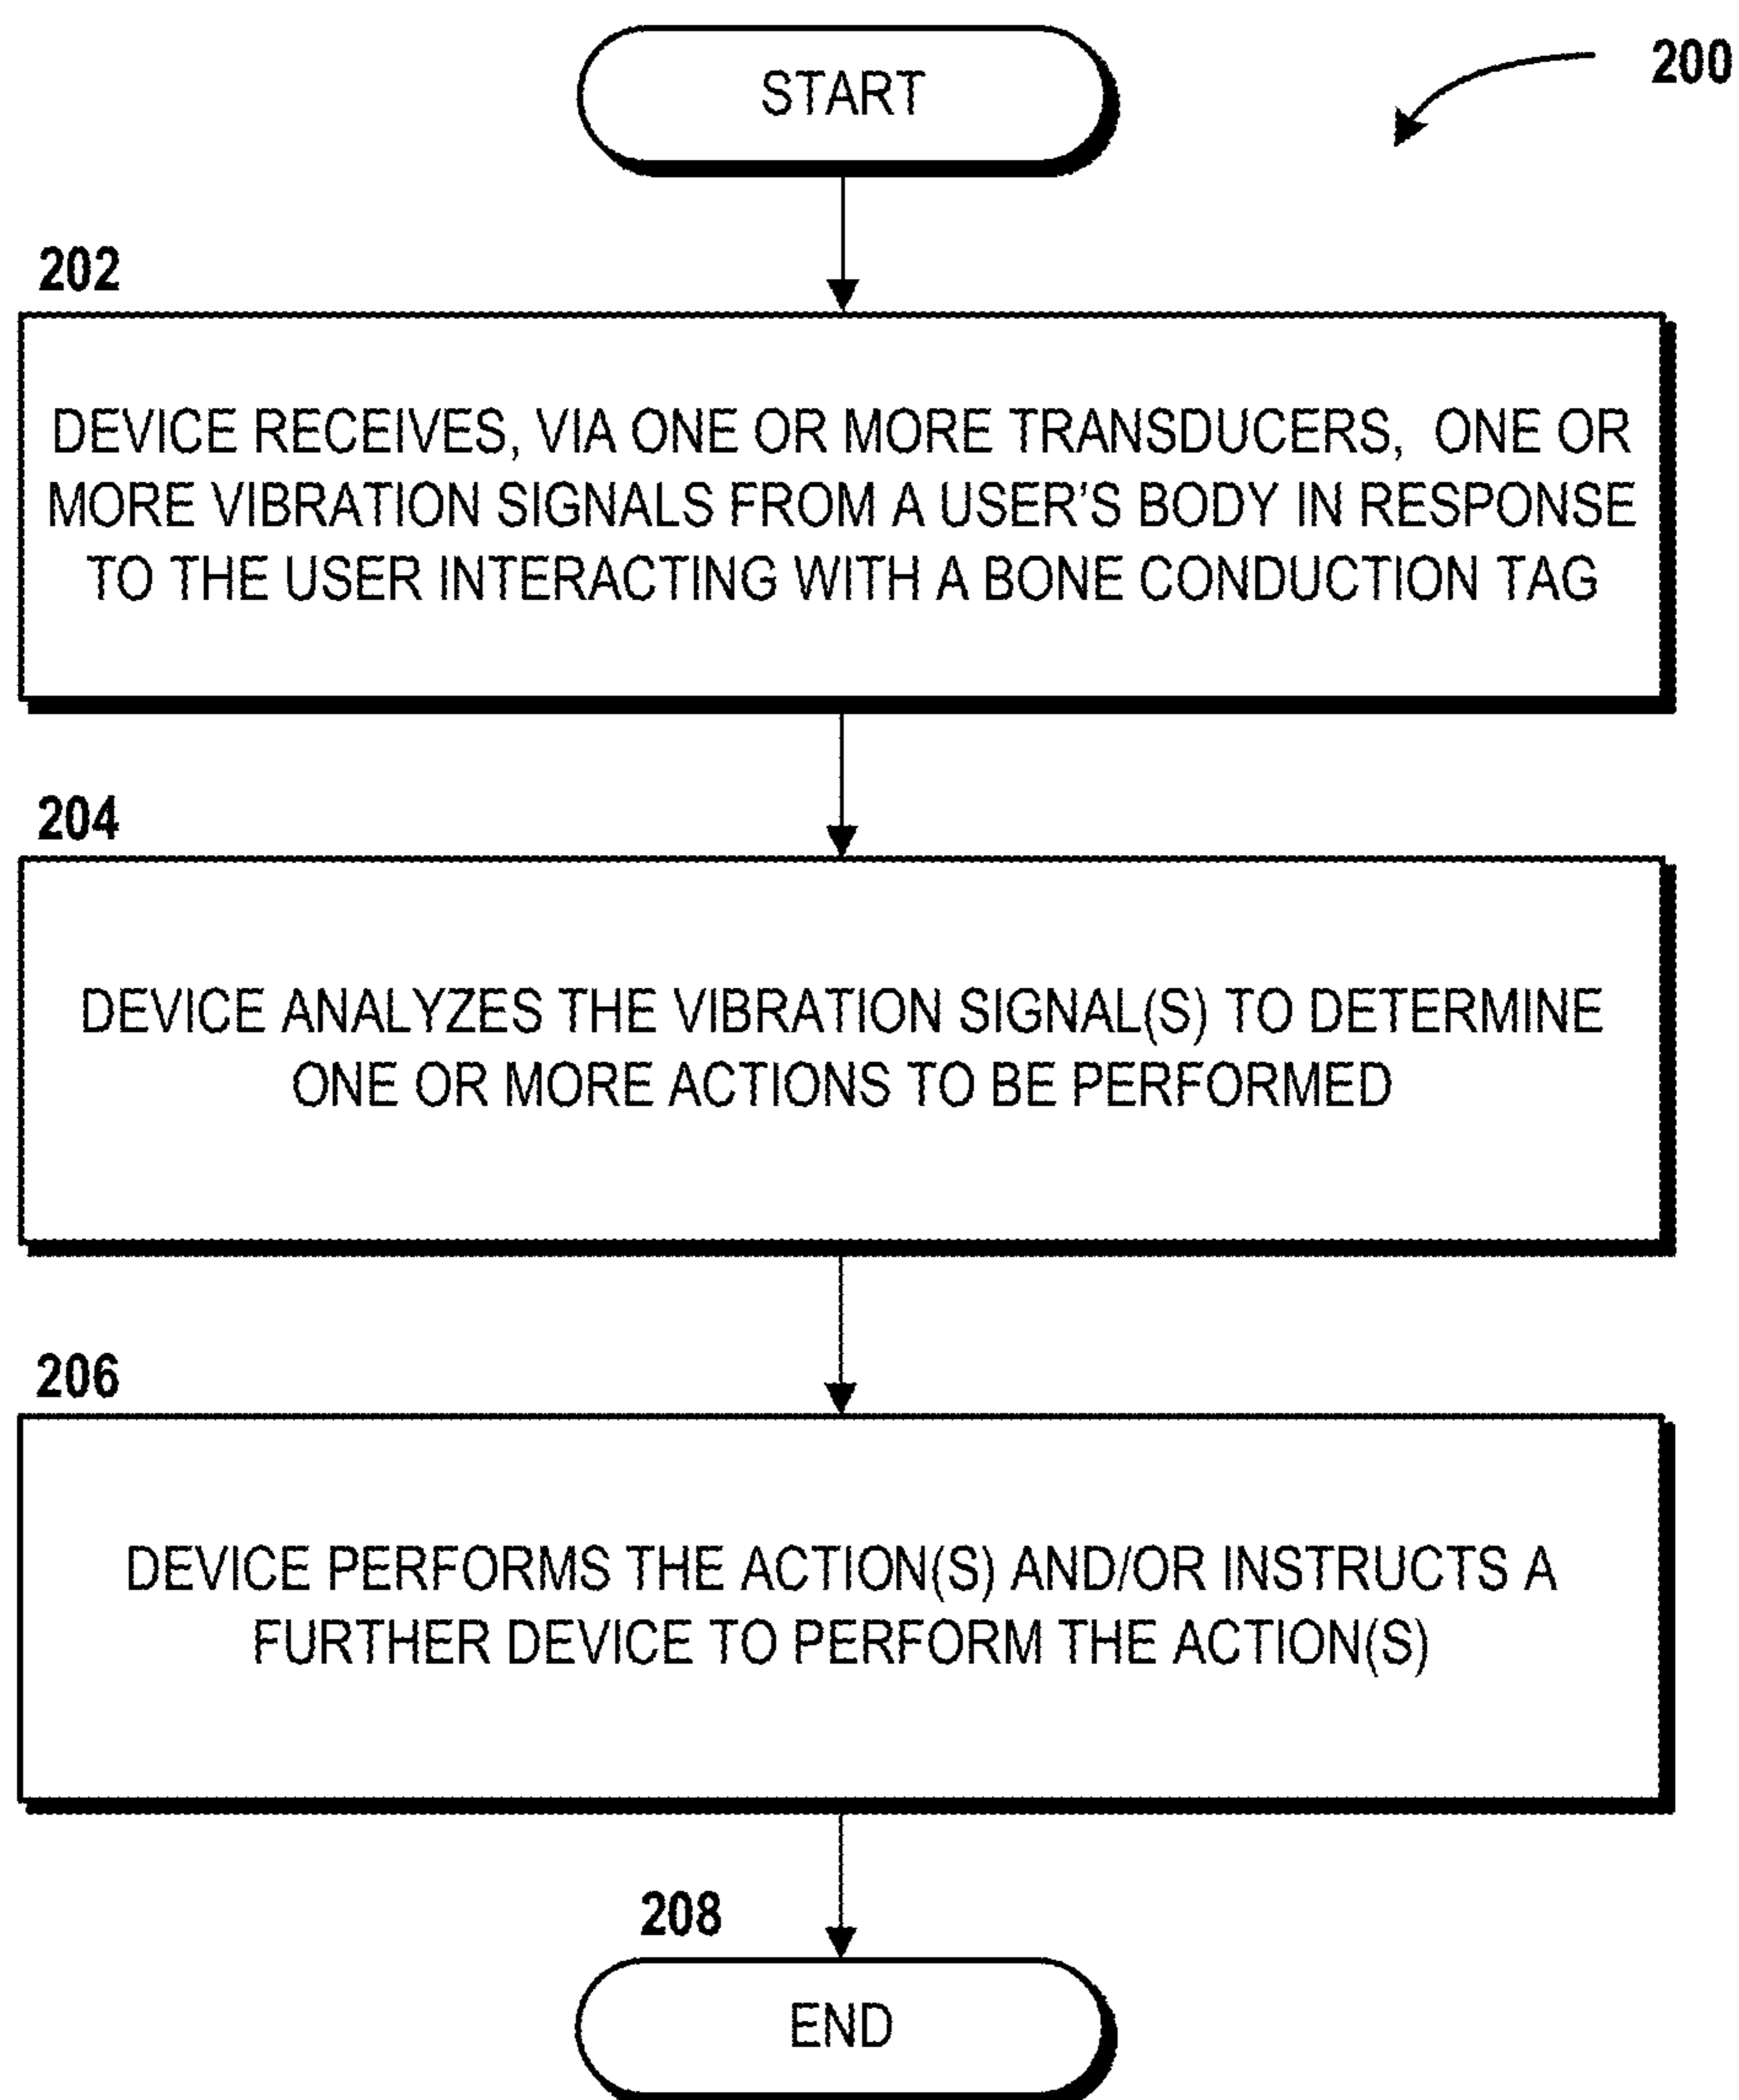 START
200
202
DEVICE RECEIVES, VIA ONE OR MORE TRANSDUCERS, ONE OR
MORE VIBRATION SIGNALS FROM A USER'S BODY IN RESPONSE
TO THE USER INTERACTING WITH A BONE CONDUCTION TAG
204
DEVICE ANALYZES THE VIBRATION SIGNAL(S) TO DETERMINE
ONE OR MORE ACTIONS TO BE PERFORMED
206
DEVICE PERFORMS THE ACTION(S) AND/OR INSTRUCTS A
FURTHER DEVICE TO PERFORM THE ACTION(S)
208
END